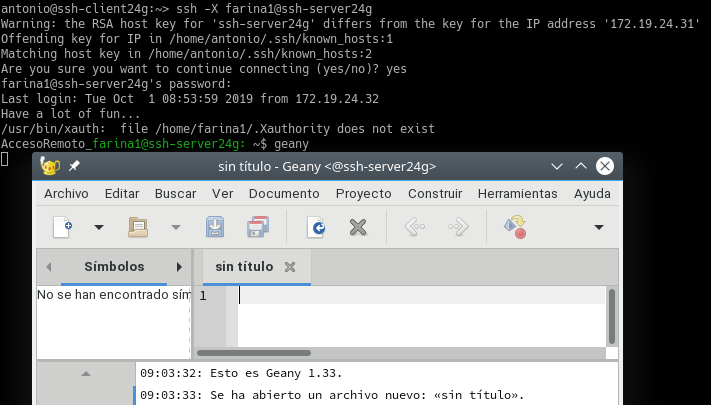 antonio@ssh-client24g:~> ssh -X farina1@ssh-server24g
Warning: the RSA host key for 'ssh-server24g' differs from the key for the IP address '172.19.24.31'
Offending key for IP in /home/antonio/.ssh/known_hosts:1
Matching host key in /home/antonio/.ssh/known_hosts:2
Are you sure you want to continue connecting (yes/no)? yes
farina1@ssh-server24g's password:
Last login: Tue Oct  1 08:53:59 2019 from 172.19.24.32
Have a lot of fun...
/usr/bin/xauth:  file /home/farina1/.Xauthority does not exist
AccesoRemoto_farina1@ssh-server24g: ~$ geany
sin título - Geany <@ssh-server24g>
Archivo Editar Buscar Ver Documento Proyecto Construir Herramientas Ayuda
Símbolos sin título
No se han encontrado sím 1
09:03:32: Esto es Geany 1.33.
09:03:33: Se ha abierto un archivo nuevo: «sin título».